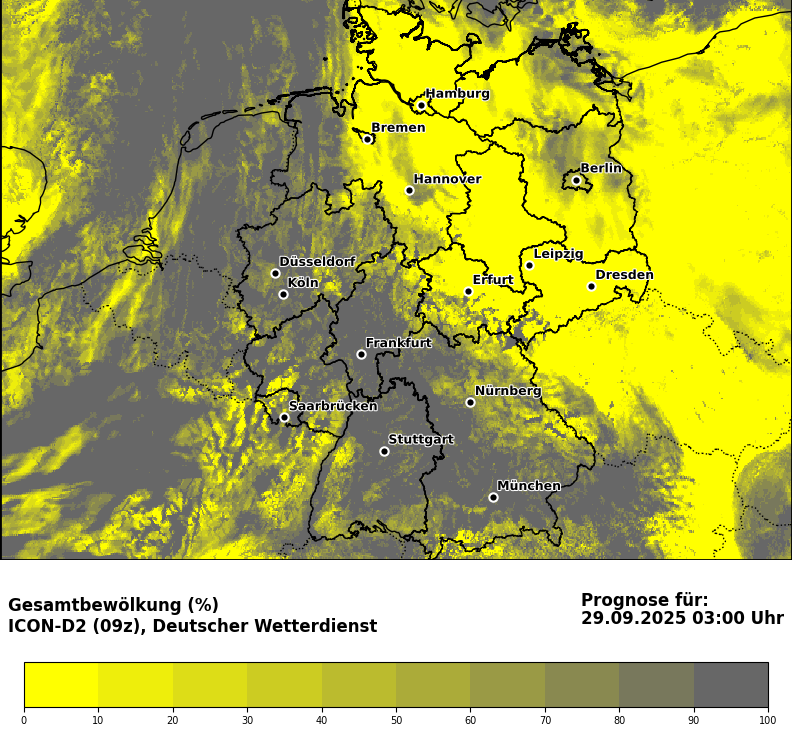 Hamburg
Bremen
Berlin
Hannover
Leipzig
Düsseldorf
Dresden
Erfurt
Köln
Frankfurt
Nürnberg
Saarbrücken
Stuttgart
München
Gesamtbewölkung (%)
ICON-D2 (09z), Deutscher Wetterdienst
Prognose für:
29.09.2025 03:00 Uhr
0 10 20 30 40 50 60 70 80 90 100